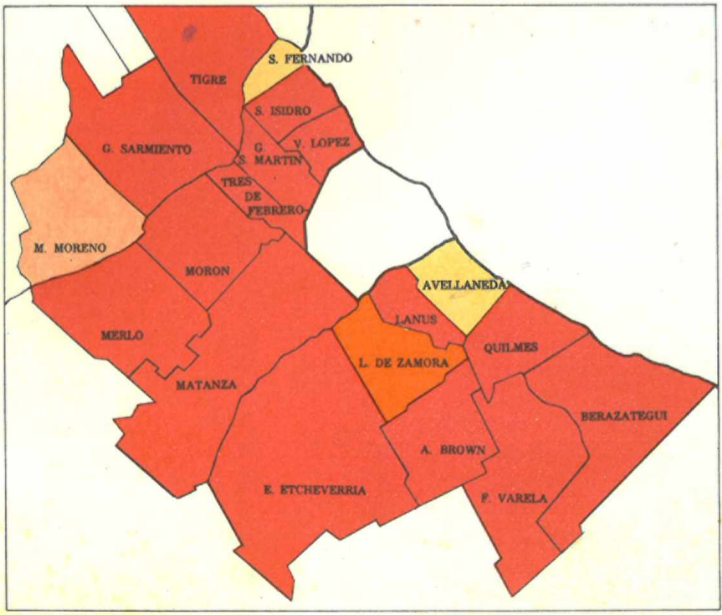 S. FERNANDO
TIGRE
S. ISIDRO
V. LOPEZ
G.
S. MARTIN
G. SARMIENTO
TRES
DE
FEBRERO
M. MORENO
MORON
AVELLANEDA
LANUS
MERLO
QUILMES
L. DE ZAMORA
MATANZA
BERAZATEGUI
A. BROWN
E. ETCHEVERRIA
F. VARELA